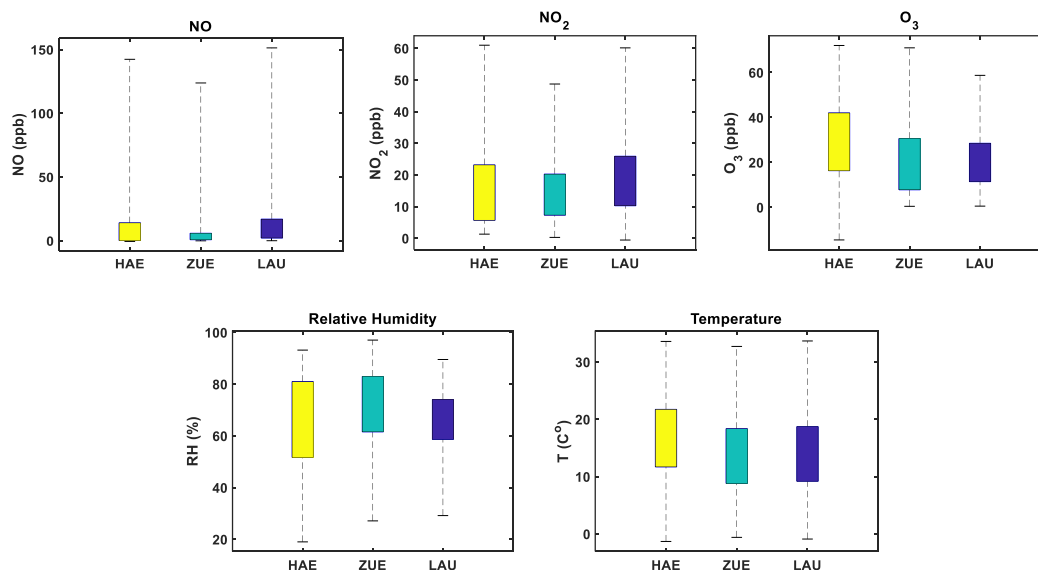 NO
NO (ppb)
150
100
50
0
HAE ZUE LAU
NO2
NO2 (ppb)
60
50
40
30
20
10
0
HAE ZUE LAU
O3
O3 (ppb)
60
40
20
0
HAE ZUE LAU
Relative Humidity
RH (%)
100
80
60
40
20
HAE ZUE LAU
Temperature
T (C°)
30
20
10
0
HAE ZUE LAU